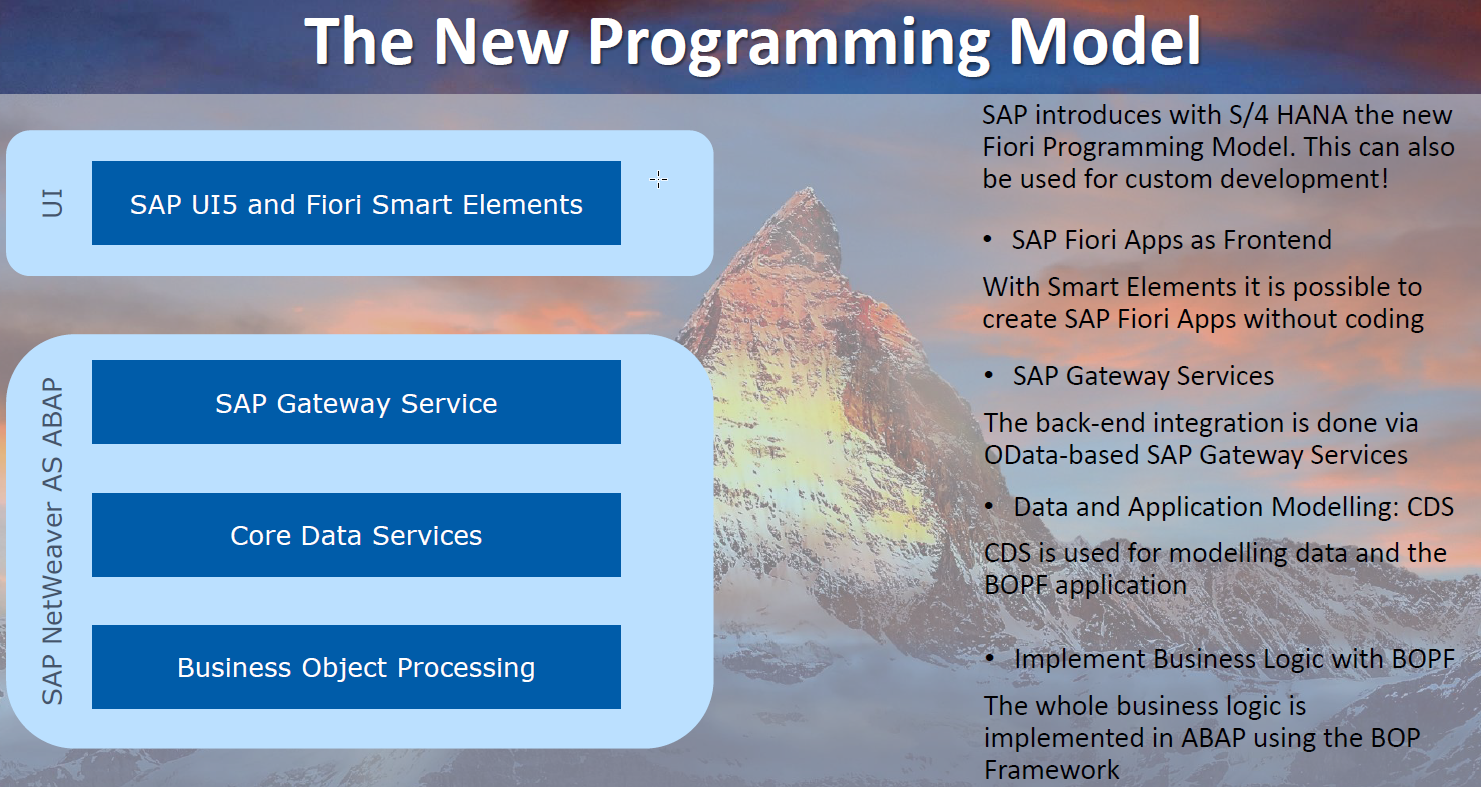 The New Programming Model
UI
SAP UI5 and Fiori Smart Elements
SAP NetWeaver AS ABAP
SAP Gateway Service
Core Data Services
Business Object Processing
SAP introduces with S/4 HANA the new
Fiori Programming Model. This can also
be used for custom development!
• SAP Fiori Apps as Frontend
With Smart Elements it is possible to
create SAP Fiori Apps without coding
• SAP Gateway Services
The back-end integration is done via
OData-based SAP Gateway Services
• Data and Application Modelling: CDS
CDS is used for modelling data and the
BOPF application
• Implement Business Logic with BOPF
The whole business logic is
implemented in ABAP using the BOP
Framework